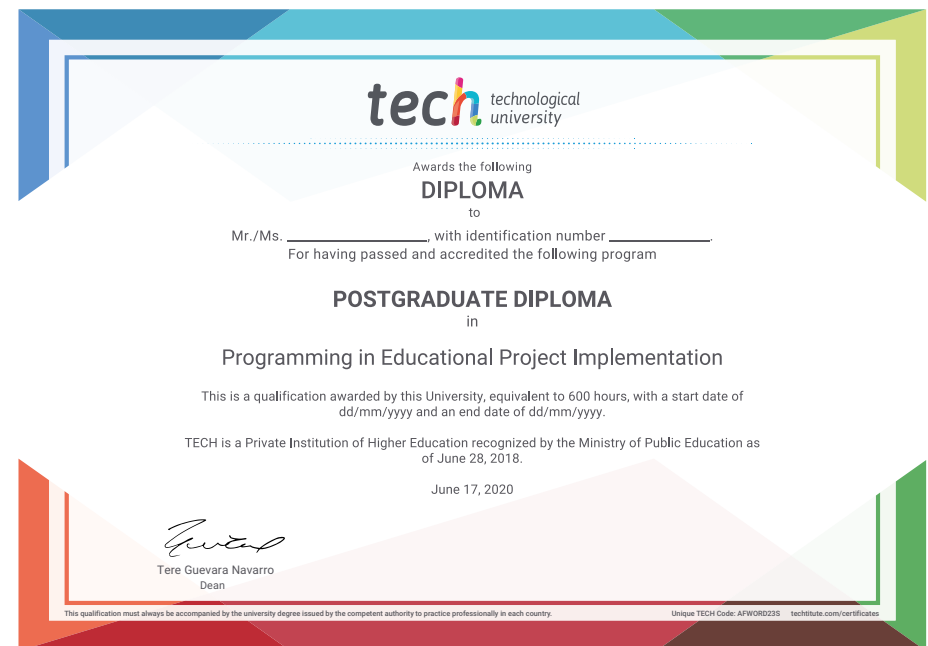 tech technological
university
Awards the following
DIPLOMA
to
Mr./Ms. ____________________, with identification number ______________.
For having passed and accredited the following program
POSTGRADUATE DIPLOMA
in
Programming in Educational Project Implementation
This is a qualification awarded by this University, equivalent to 600 hours, with a start date of
dd/mm/yyyy and an end date of dd/mm/yyyy.
TECH is a Private Institution of Higher Education recognized by the Ministry of Public Education as
of June 28, 2018.
June 17, 2020
Tere Guevara Navarro
Dean
This qualification must always be accompanied by the university degree issued by the competent authority to practice professionally in each country. Unique TECH Code: AFWORD23S techtitute.com/certificates